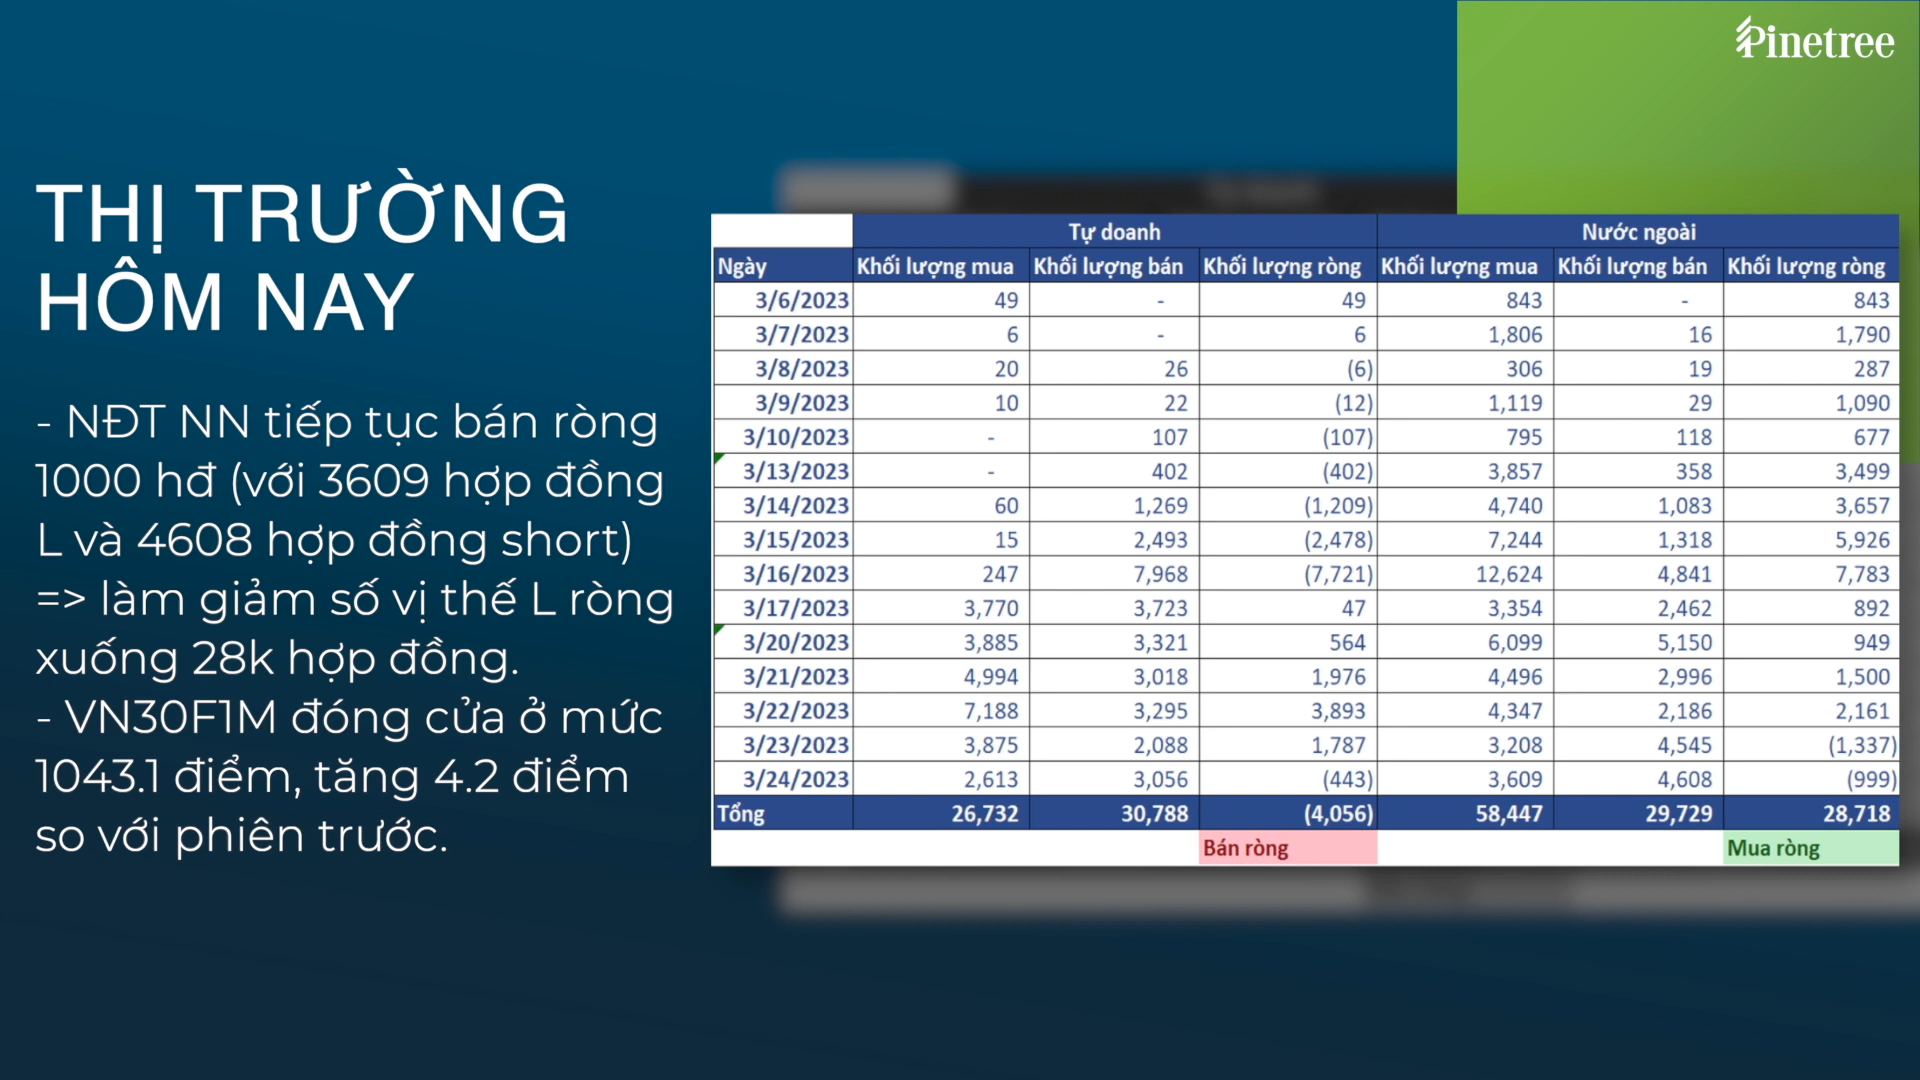 Pinetree
THỊ TRƯỜNG
HÔM NAY
- NĐT NN tiếp tục bán ròng
1000 hđ (với 3609 hợp đồng
L và 4608 hợp đồng short)
=> làm giảm số vị thế L ròng
xuống 28k hợp đồng.
- VN30F1M đóng cửa ở mức
1043.1 điểm, tăng 4.2 điểm
so với phiên trước.
Tự doanh Nước ngoài
Ngày Khối lượng mua Khối lượng bán Khối lượng ròng Khối lượng mua Khối lượng bán Khối lượng ròng
3/6/2023 49 - 49 843 - 843
3/7/2023 6 - 6 1,806 16 1,790
3/8/2023 20 26 (6) 306 19 287
3/9/2023 10 22 (12) 1,119 29 1,090
3/10/2023 - 107 (107) 795 118 677
3/13/2023 - 402 (402) 3,857 358 3,499
3/14/2023 60 1,269 (1,209) 4,740 1,083 3,657
3/15/2023 15 2,493 (2,478) 7,244 1,318 5,926
3/16/2023 247 7,968 (7,721) 12,624 4,841 7,783
3/17/2023 3,770 3,723 47 3,354 2,462 892
3/20/2023 3,885 3,321 564 6,099 5,150 949
3/21/2023 4,994 3,018 1,976 4,496 2,996 1,500
3/22/2023 7,188 3,295 3,893 4,347 2,186 2,161
3/23/2023 3,875 2,088 1,787 3,208 4,545 (1,337)
3/24/2023 2,613 3,056 (443) 3,609 4,608 (999)
Tổng 26,732 30,788 (4,056) 58,447 29,729 28,718
Bán ròng Mua ròng